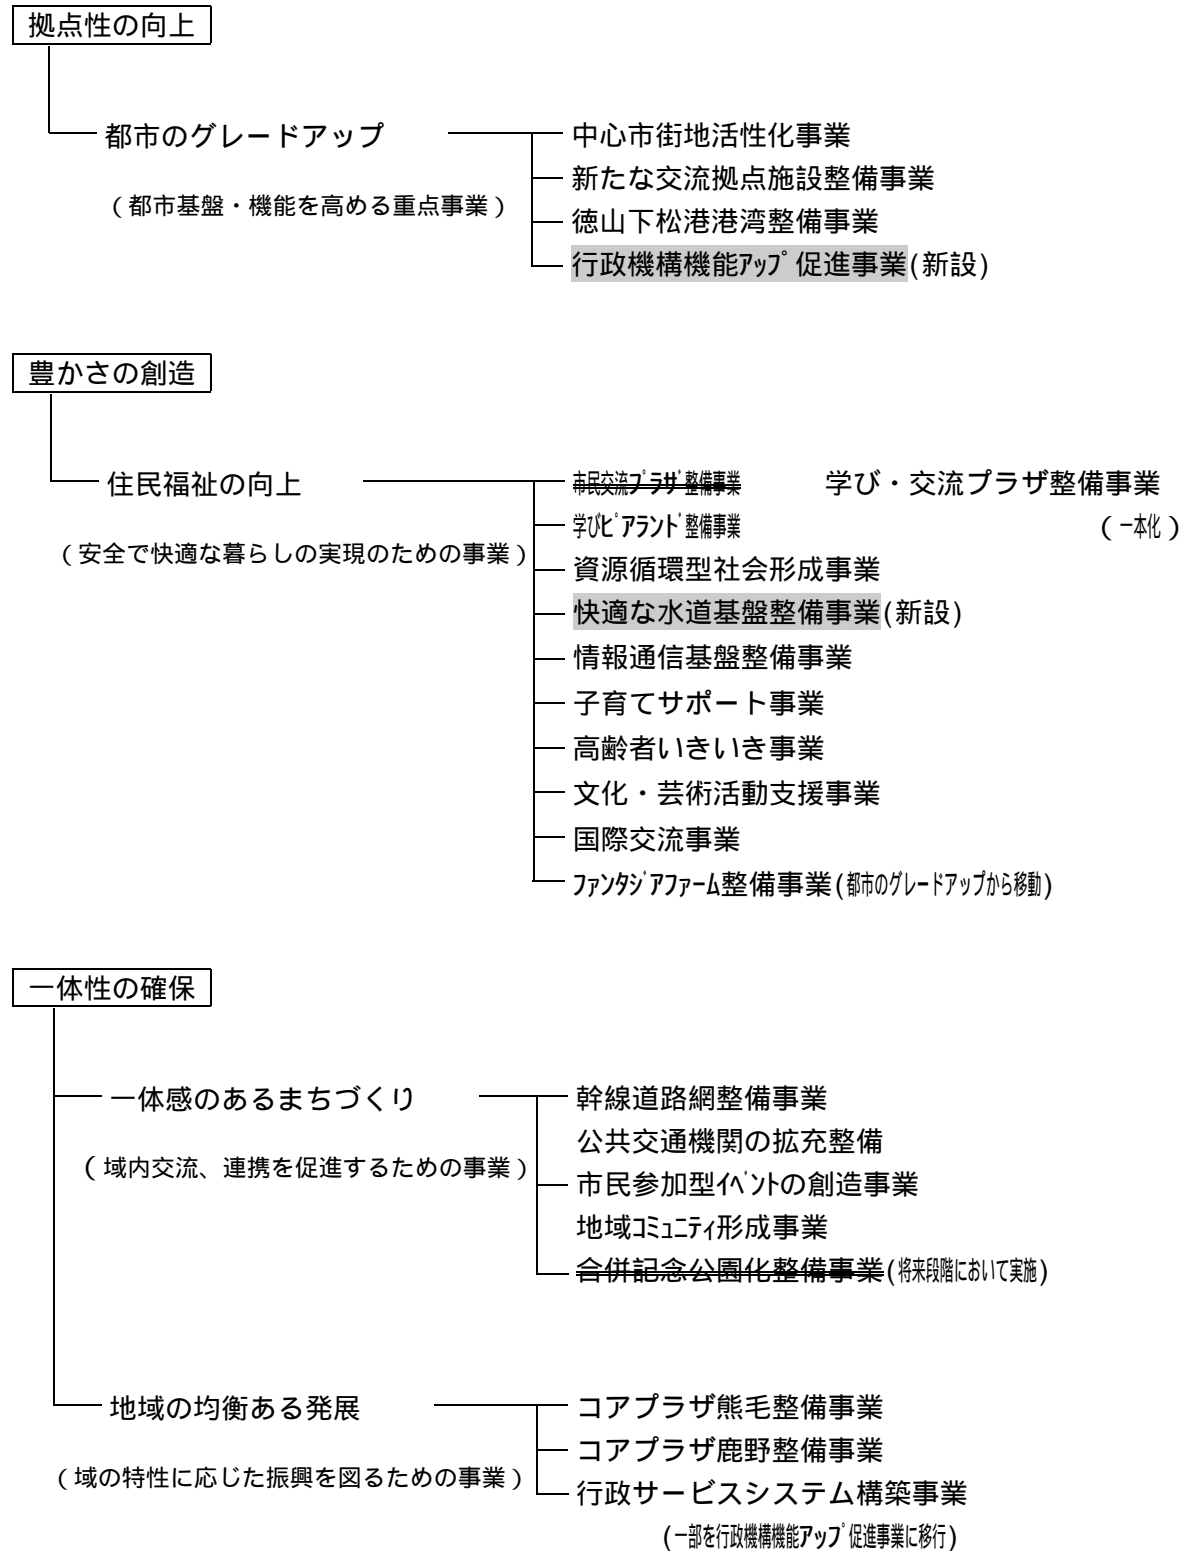 拠点性の向上
都市のグレードアップ 中心市街地活性化事業
新たな交流拠点施設整備事業
(都市基盤・機能を高める重点事業)
徳山下松港港湾整備事業
行政機構機能ｱｯﾌﾟ促進事業(新設)
豊かさの創造
住民福祉の向上 市民交流ﾌﾟﾗｻﾞ整備事業 学び・交流プラザ整備事業
学びﾋﾟｱﾗﾝﾄﾞ整備事業 (一本化)
(安全で快適な暮らしの実現のための事業)
資源循環型社会形成事業
快適な水道基盤整備事業(新設)
情報通信基盤整備事業
子育てサポート事業
高齢者いきいき事業
文化・芸術活動支援事業
国際交流事業
ﾌｧﾝﾀｼﾞｱﾌｧｰﾑ整備事業(都市のグレードアップから移動)
一体性の確保
一体感のあるまちづくり 幹線道路網整備事業
公共交通機関の拡充整備
(域内交流、連携を促進するための事業)
市民参加型ｲﾍﾞﾝﾄの創造事業
地域ｺﾐｭﾆﾃｨ形成事業
合併記念公園化整備事業(将来段階において実施)
地域の均衡ある発展 コアプラザ熊毛整備事業
コアプラザ鹿野整備事業
(域の特性に応じた振興を図るための事業)
行政サービスシステム構築事業
(一部を行政機構機能ｱｯﾌﾟ促進事業に移行)